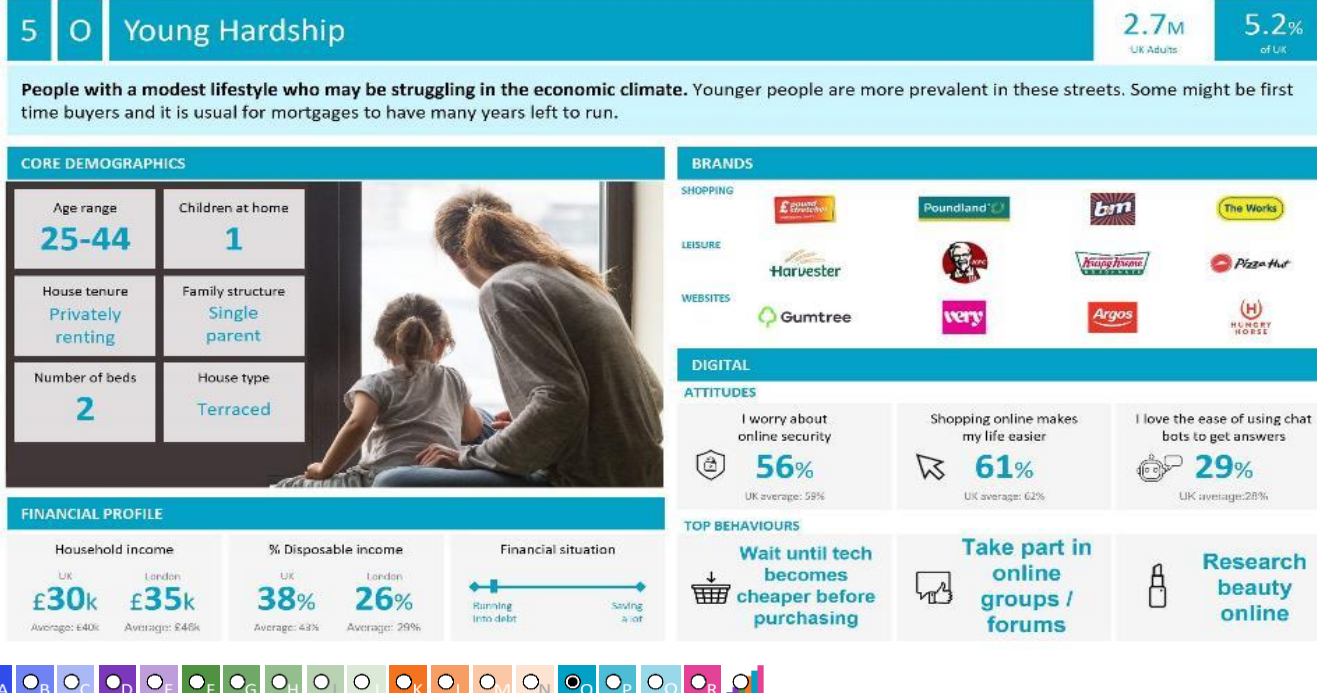 5 O Young Hardship
2.7M
UK Adults
5.2%
of UK
People with a modest lifestyle who may be struggling in the economic climate. Younger people are more prevalent in these streets. Some might be first
time buyers and it is usual for mortgages to have many years left to run.
CORE DEMOGRAPHICS
Age range
25-44
Children at home
1
House tenure
Privately
renting
Family structure
Single
parent
Number of beds
2
House type
Terraced
FINANCIAL PROFILE
Household income
UK
£30k
Average: £40k
London
£35k
Average: £46k
% Disposable income
UK
38%
Average: 43%
London
26%
Average: 29%
Financial situation
Running
into debt
Saving
a lot
BRANDS
SHOPPING
£ pound
stretcher
Poundland
bm
The Works
LEISURE
Harvester
KFC
Krispy Kreme
Pizza Hut
WEBSITES
Gumtree
very
Argos
H
HUNGRY
HORSE
DIGITAL
ATTITUDES
I worry about
online security
56%
UK average: 59%
Shopping online makes
my life easier
61%
UK average: 62%
I love the ease of using chat
bots to get answers
29%
UK average:28%
TOP BEHAVIOURS
Wait until tech
becomes
cheaper before
purchasing
Take part in
online
groups /
forums
Research
beauty
online
A B C D E F G H I J K L M N O P Q R